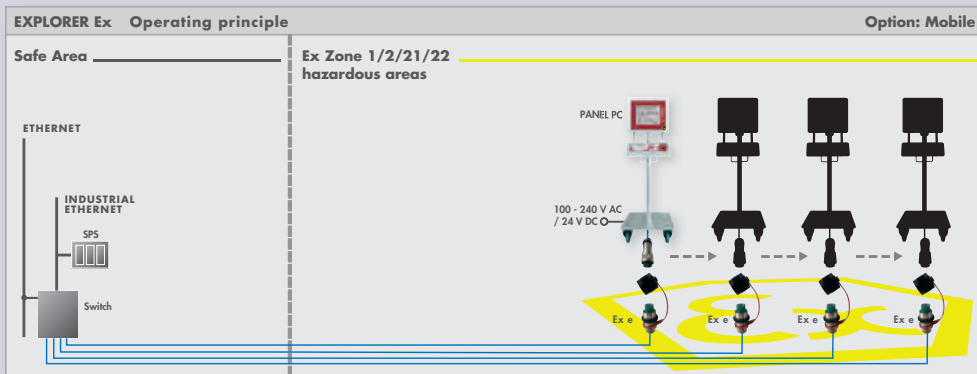 EXPLORER Ex Operating principle
Option: Mobile
Safe Area
Ex Zone 1/2/21/22
hazardous areas
ETHERNET
INDUSTRIAL
ETHERNET
SPS
Switch
PANEL PC
100 - 240 V AC
/ 24 V DC
Ex e
Ex e
Ex e
Ex e
Ex